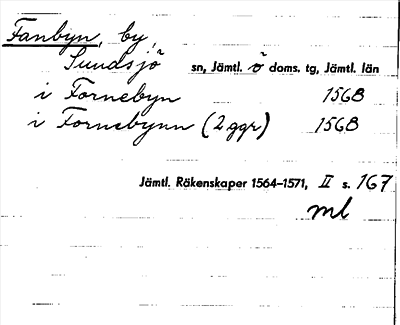 Fanbyn, by,
Sundsjö sn, Jämtl. ö doms. tg, Jämtl. län
i Fornebyn 1568
i Fornebynn (2 ggr) 1568
Jämtl. Räkenskaper 1564–1571, II s. 167
ml